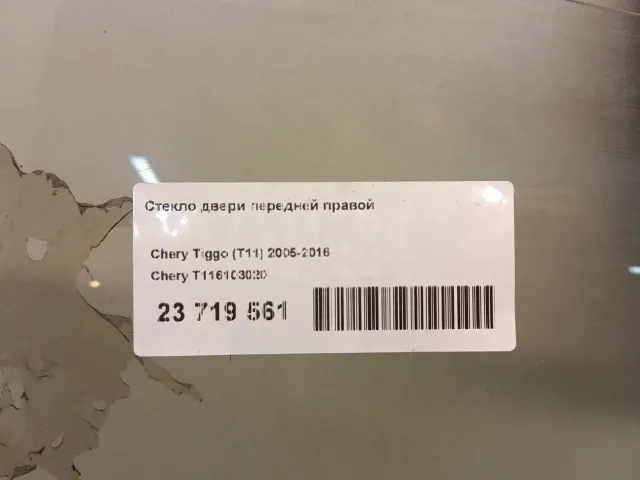 Стекло двери передней правой
Chery Tiggo (T11) 2005-2016
Chery T116103020
23 719 561